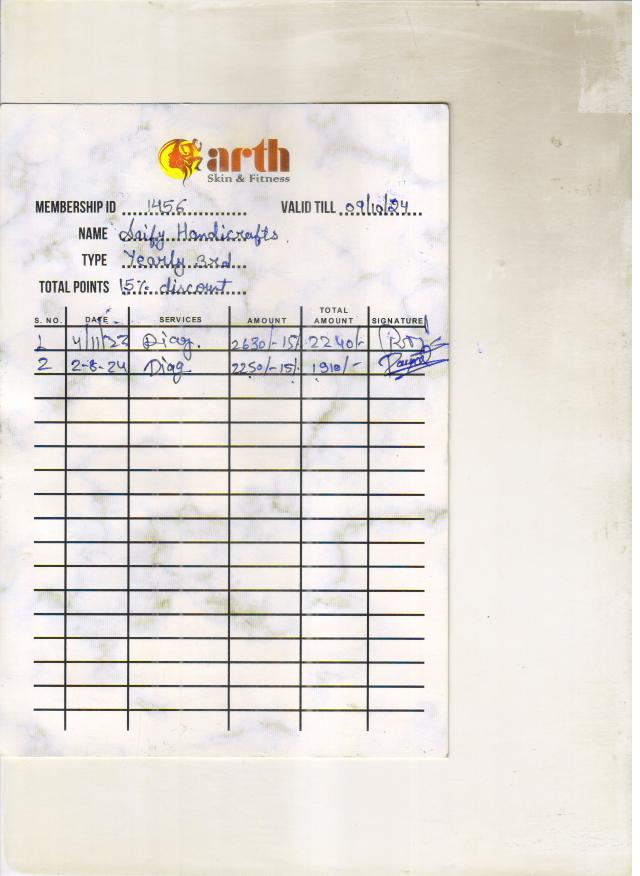 arth
Skin & Fitness
MEMBERSHIP ID 1456 VALID TILL 09/10/24
NAME Saify Handicrafts
TYPE Yearly Brd
TOTAL POINTS 15% discount
S. NO. DATE SERVICES AMOUNT TOTAL AMOUNT SIGNATURE
1 4/11/23 Diag. 2630/-15% 2240/-
2 2-8-24 Diag 2250/-15% 1910/-